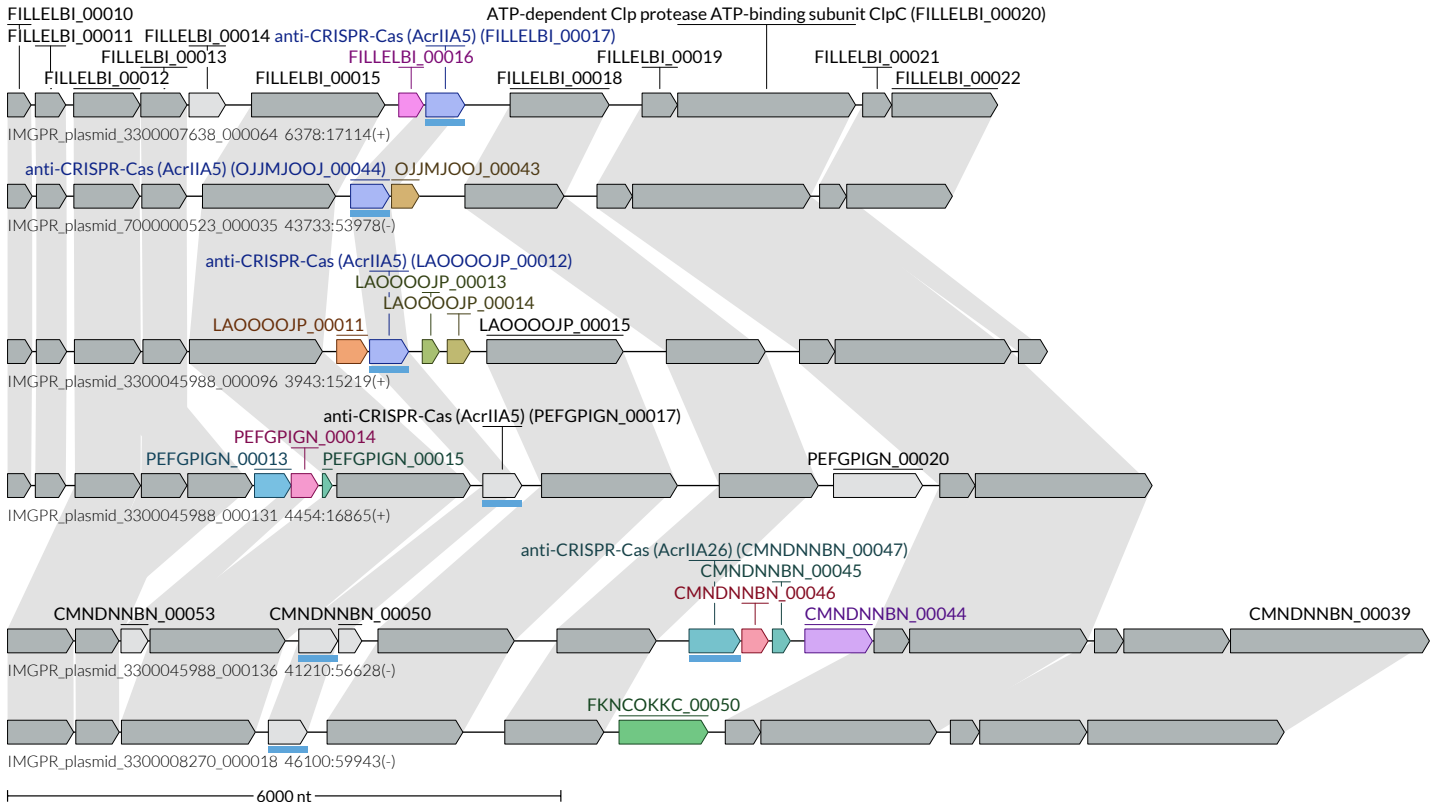 FILLELBI_00010
ATP-dependent Clp protease ATP-binding subunit ClpC (FILLELBI_00020)
FILLELBI_00011 FILLELBI_00014 anti-CRISPR-Cas (AcrIIA5) (FILLELBI_00017)
FILLELBI_00013 FILLELBI_00016 FILLELBI_00019 FILLELBI_00021
FILLELBI_00012 FILLELBI_00015 FILLELBI_00018 FILLELBI_00022
IMGPR_plasmid_3300007638_000064 6378:17114(+)
anti-CRISPR-Cas (AcrIIA5) (OJJMJOOJ_00044) OJJMJOOJ_00043
IMGPR_plasmid_7000000523_000035 43733:53978(-)
anti-CRISPR-Cas (AcrIIA5) (LAOOOOJP_00012)
LAOOOOJP_00013
LAOOOOJP_00014
LAOOOOJP_00011 LAOOOOJP_00015
IMGPR_plasmid_3300045988_000096 3943:15219(+)
anti-CRISPR-Cas (AcrIIA5) (PEFGPIGN_00017)
PEFGPIGN_00014
PEFGPIGN_00013 PEFGPIGN_00015 PEFGPIGN_00020
IMGPR_plasmid_3300045988_000131 4454:16865(+)
anti-CRISPR-Cas (AcrIIA26) (CMNDNNBN_00047)
CMNDNNBN_00045
CMNDNNBN_00046
CMNDNNBN_00053 CMNDNNBN_00050 CMNDNNBN_00044 CMNDNNBN_00039
IMGPR_plasmid_3300045988_000136 41210:56628(-)
FKNCOKKC_00050
IMGPR_plasmid_3300008270_000018 46100:59943(-)
6000 nt